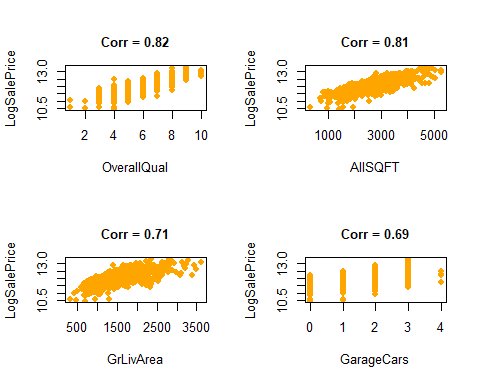 Corr = 0.82
LogSalePrice
10.5 13.0
2 4 6 8 10
OverallQual
Corr = 0.81
LogSalePrice
10.5 13.0
1000 3000 5000
AllSQFT
Corr = 0.71
LogSalePrice
10.5 13.0
500 1500 2500 3500
GrLivArea
Corr = 0.69
LogSalePrice
10.5 13.0
0 1 2 3 4
GarageCars